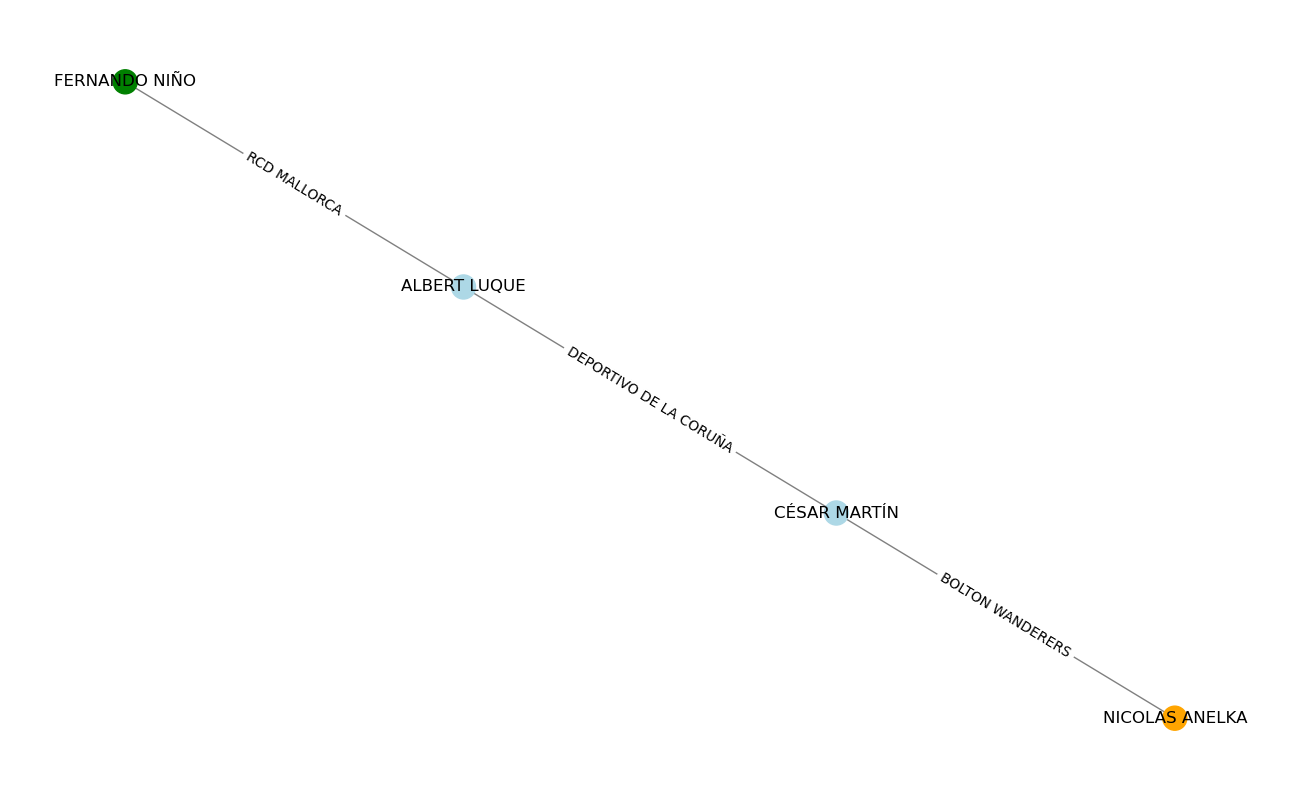 FERNANDO NIÑO
RCD MALLORCA
ALBERT LUQUE
DEPORTIVO DE LA CORUÑA
CÉSAR MARTÍN
BOLTON WANDERERS
NICOLAS ANELKA